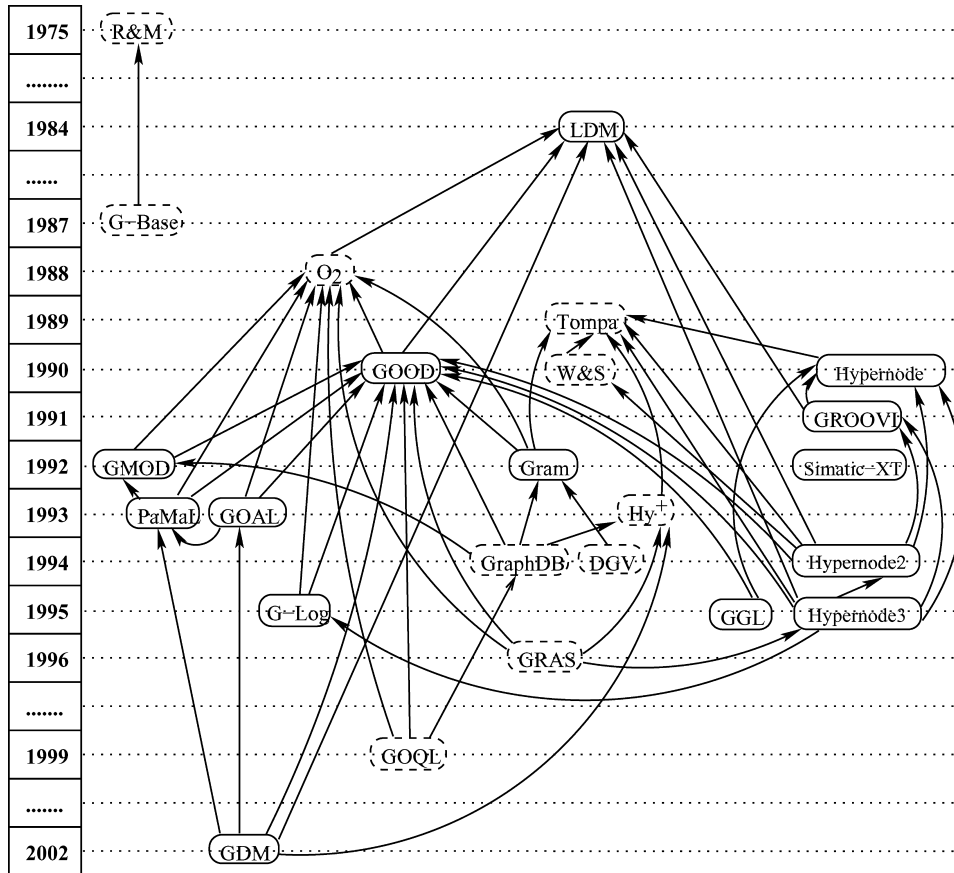 1975 R&M
........
1984 LDM
......
1987 G-Base
1988 O2
1989 Tompa
1990 GOOD W&S Hypernode
1991 GROOVL
1992 GMOD Gram Simatic-XT
1993 PaMaL GOAL Hy+
1994 GraphDB DGV Hypernode2
1995 G-Log GGL Hypernode3
1996 GRAS
.......
1999 GOQL
.......
2002 GDM